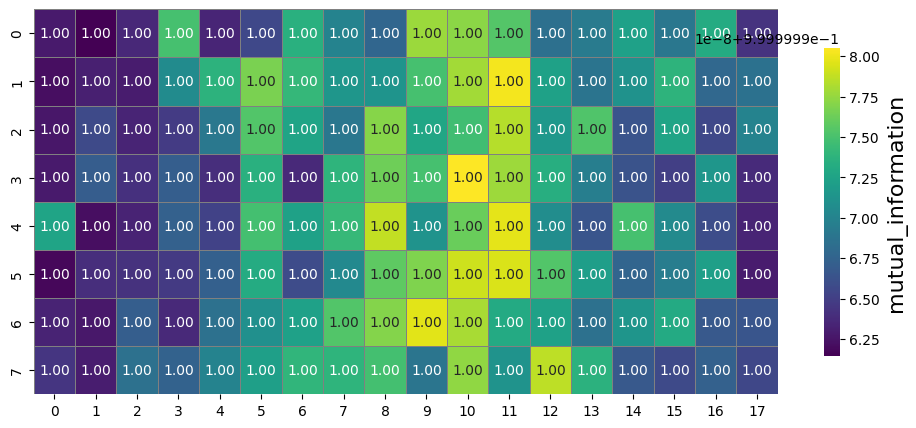 1e−8+9.999999e−1
0 1.00 1.00 1.00 1.00 1.00 1.00 1.00 1.00 1.00 1.00 1.00 1.00 1.00 1.00 1.00 1.00 1.00 1.00
1 1.00 1.00 1.00 1.00 1.00 1.00 1.00 1.00 1.00 1.00 1.00 1.00 1.00 1.00 1.00 1.00 1.00 1.00
2 1.00 1.00 1.00 1.00 1.00 1.00 1.00 1.00 1.00 1.00 1.00 1.00 1.00 1.00 1.00 1.00 1.00 1.00
3 1.00 1.00 1.00 1.00 1.00 1.00 1.00 1.00 1.00 1.00 1.00 1.00 1.00 1.00 1.00 1.00 1.00 1.00
4 1.00 1.00 1.00 1.00 1.00 1.00 1.00 1.00 1.00 1.00 1.00 1.00 1.00 1.00 1.00 1.00 1.00 1.00
5 1.00 1.00 1.00 1.00 1.00 1.00 1.00 1.00 1.00 1.00 1.00 1.00 1.00 1.00 1.00 1.00 1.00 1.00
6 1.00 1.00 1.00 1.00 1.00 1.00 1.00 1.00 1.00 1.00 1.00 1.00 1.00 1.00 1.00 1.00 1.00 1.00
7 1.00 1.00 1.00 1.00 1.00 1.00 1.00 1.00 1.00 1.00 1.00 1.00 1.00 1.00 1.00 1.00 1.00 1.00
0 1 2 3 4 5 6 7 8 9 10 11 12 13 14 15 16 17
8.00
7.75
7.50
7.25
7.00
6.75
6.50
6.25
mutual_information